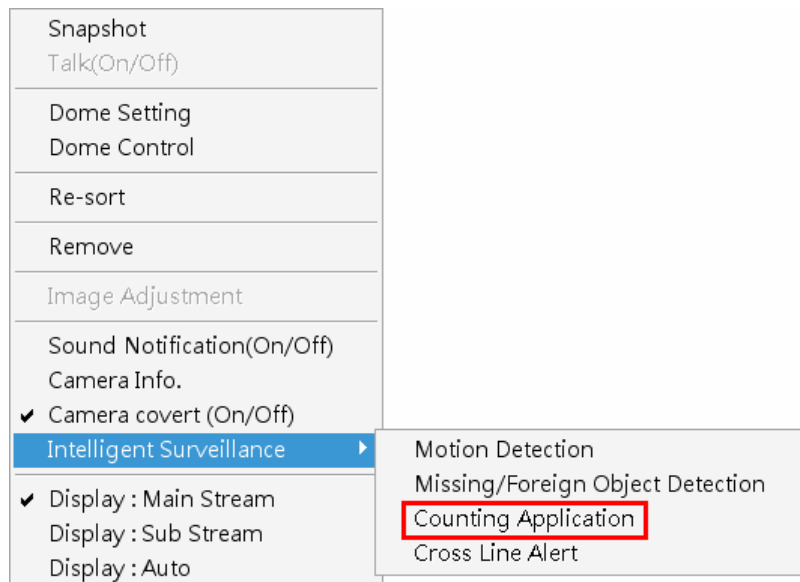 Snapshot
Talk(On/Off)
Dome Setting
Dome Control
Re-sort
Remove
Image Adjustment
Sound Notification(On/Off)
Camera Info.
Camera covert (On/Off)
Intelligent Surveillance
Display : Main Stream
Display : Sub Stream
Display : Auto
Motion Detection
Missing/Foreign Object Detection
Counting Application
Cross Line Alert